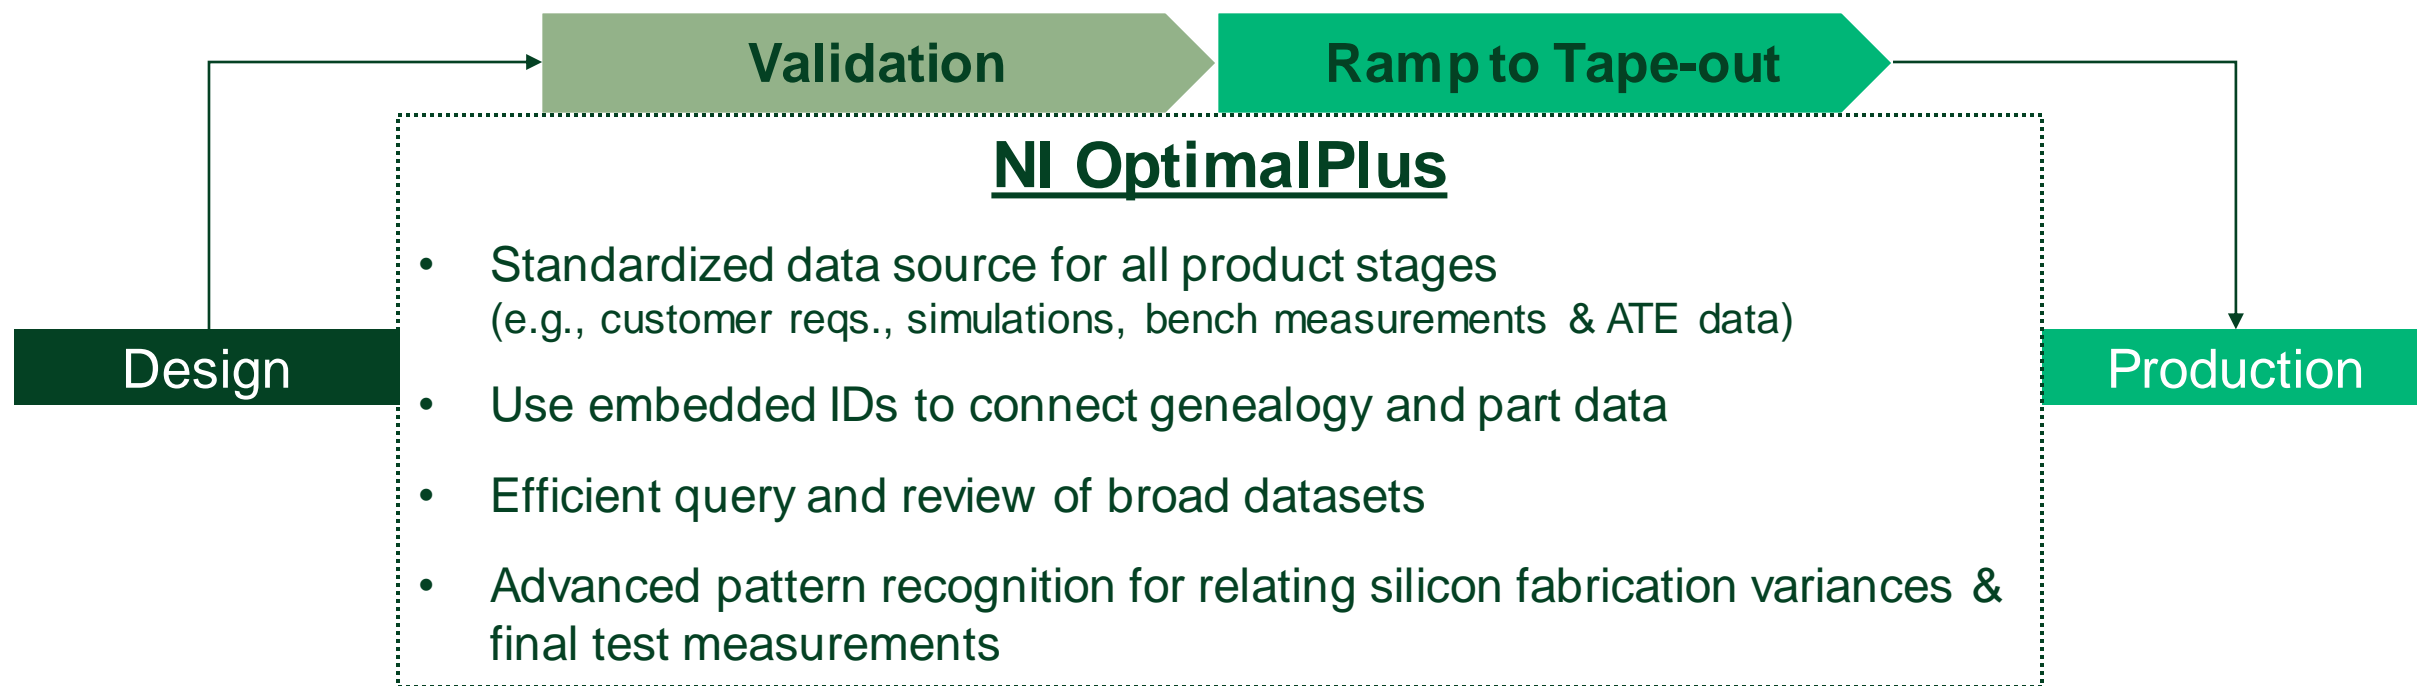 Validation
Ramp to Tape-out
NI OptimalPlus
• Standardized data source for all product stages
(e.g., customer reqs., simulations, bench measurements & ATE data)
Design
Production
• Use embedded IDs to connect genealogy and part data
• Efficient query and review of broad datasets
• Advanced pattern recognition for relating silicon fabrication variances &
final test measurements